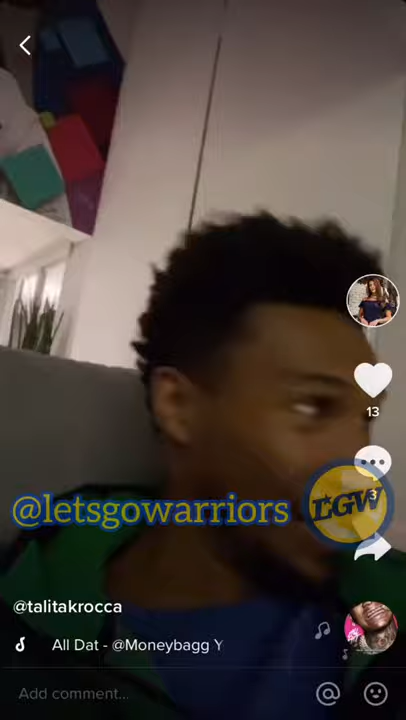 13
@letsgowarriors
LGW
3
@talitakrocca
All Dat - @Moneybagg Y
Add comment...